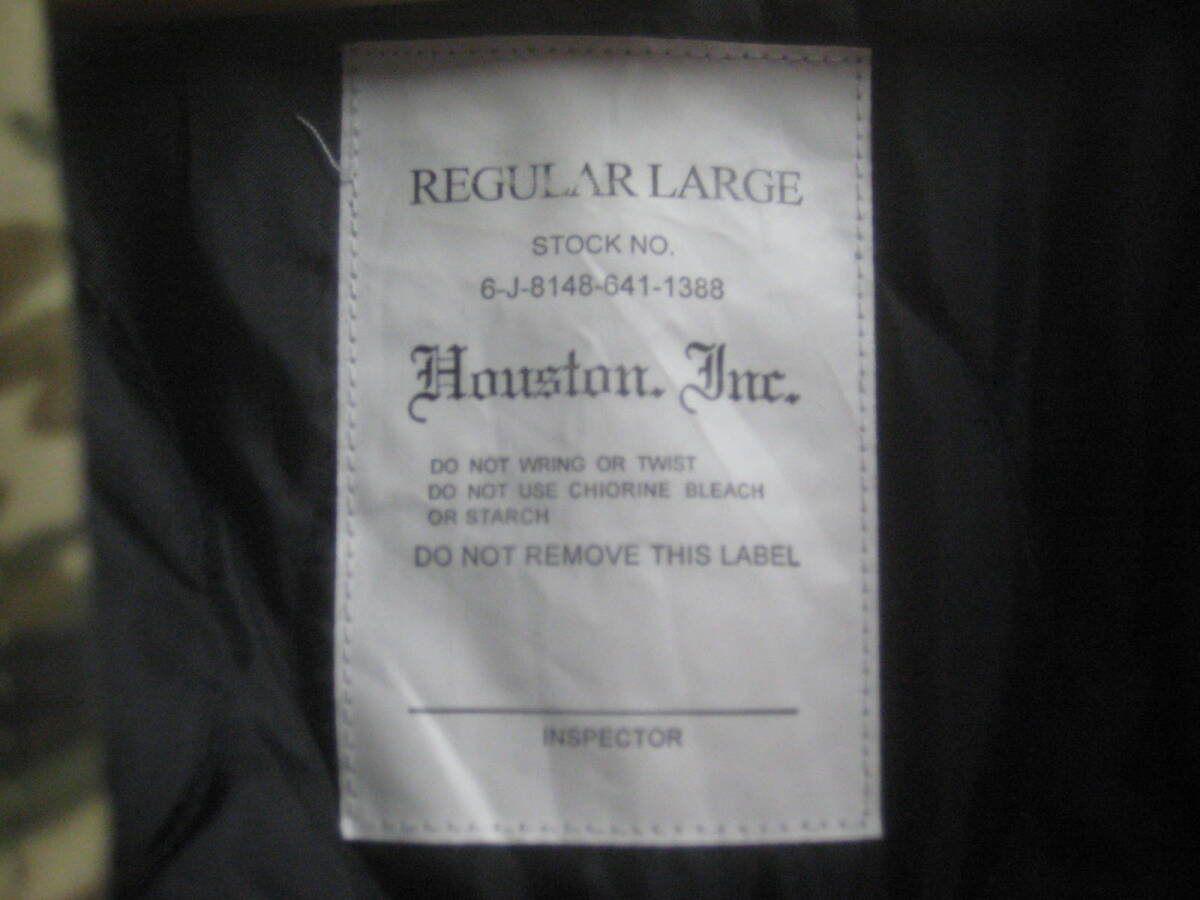 REGULAR LARGE
STOCK NO.
6-J-8148-641-1388
Houston. Inc.
DO NOT WRING OR TWIST
DO NOT USE CHIORINE BLEACH
OR STARCH
DO NOT REMOVE THIS LABEL
INSPECTOR